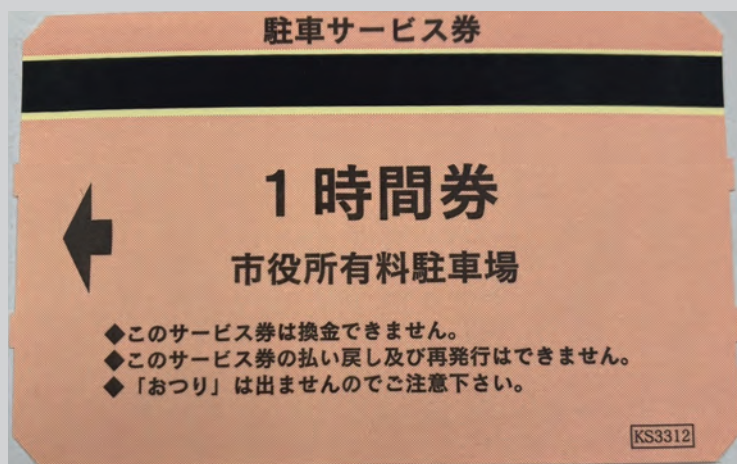 駐車サービス券
1時間券
市役所有料駐車場
◆このサービス券は換金できません。
◆このサービス券の払い戻し及び再発行はできません。
◆「おつり」は出ませんのでご注意下さい。
KS3312